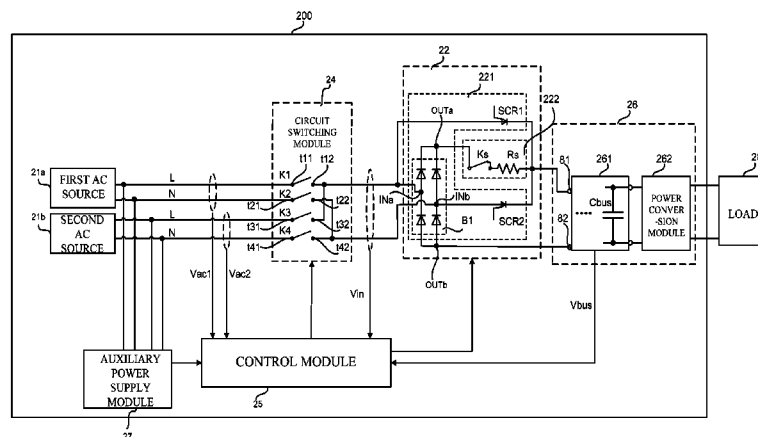 200
22
24
221
222
26
CIRCUIT
SWITCHING
MODULE
OUTa
SCR1
21a
FIRST AC
SOURCE
L
K1
t11
t12
Ks
Rs
81
261
262
28
N
K2
t21
t22
INa
INb
Cbus
POWER
CONVER
-SION
MODULE
LOAD
21b
SECOND
AC
SOURCE
L
K3
t31
t32
SCR2
N
K4
t41
t42
B1
82
Vac1
Vac2
Vin
OUTb
Vbus
AUXILIARY
POWER
SUPPLY
MODULE
CONTROL MODULE
25
27